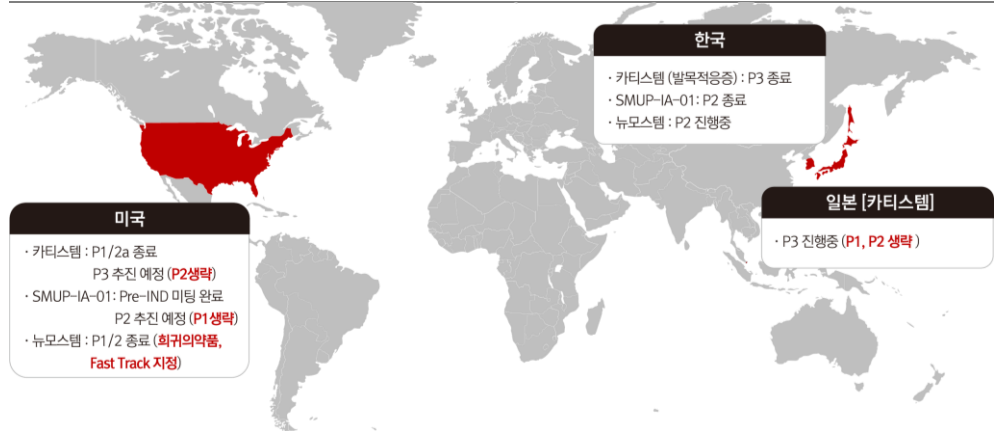 한국
· 카티스템 (발목적응증) : P3 종료
· SMUP-IA-01: P2 종료
· 뉴모스템 : P2 진행중
미국
· 카티스템 : P1/2a 종료
P3 추진 예정 (P2생략)
· SMUP-IA-01: Pre-IND 미팅 완료
P2 추진 예정 (P1생략)
· 뉴모스템 : P1/2 종료 (희귀의약품,
Fast Track 지정)
일본 [카티스템]
· P3 진행중 (P1, P2 생략 )